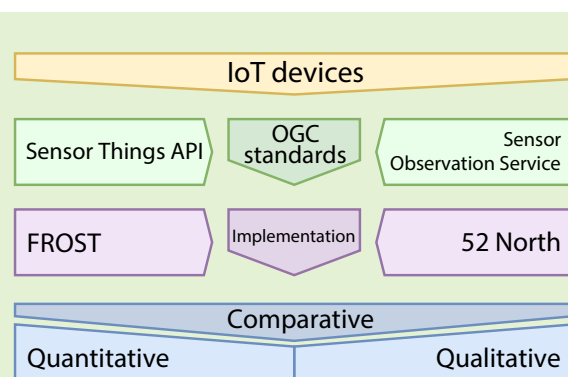 IoT devices
Sensor Things API
OGC
standards
Sensor
Observation Service
FROST
Implementation
52 North
Comparative
Quantitative
Qualitative